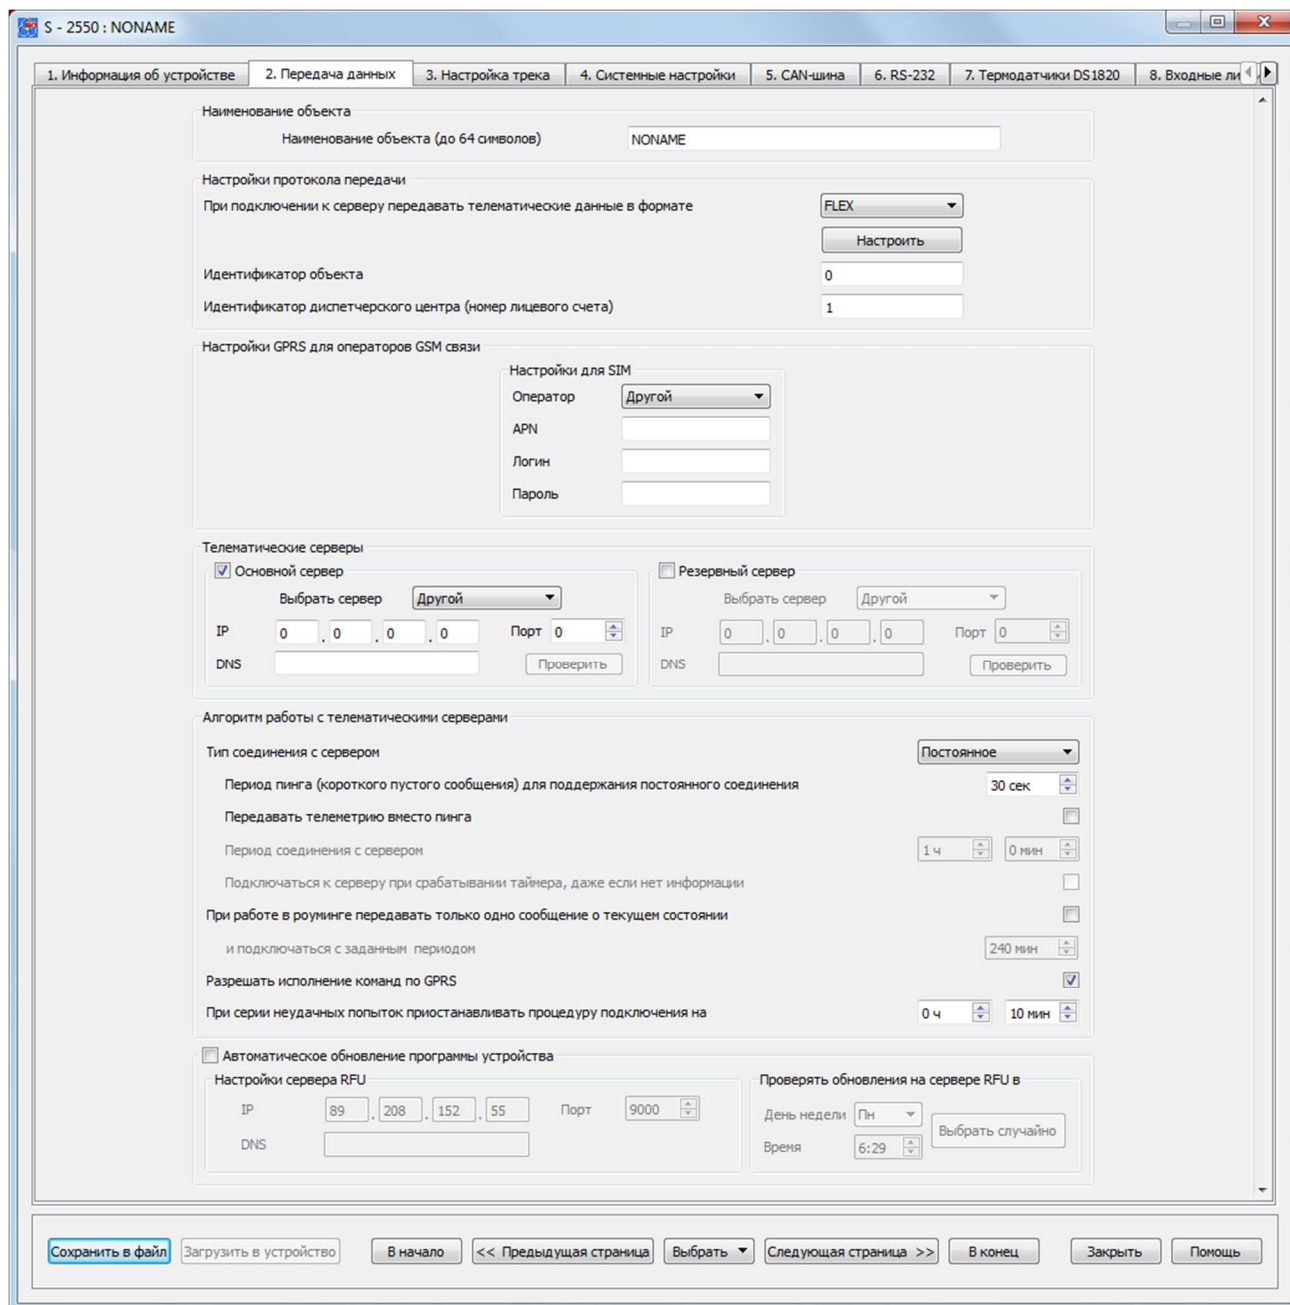 S - 2550 : NONAME
1. Информация об устройстве 2. Передача данных 3. Настройка трека 4. Системные настройки 5. CAN-шина 6. RS-232 7. Термодатчики DS1820 8. Входные ли
Наименование объекта
Наименование объекта (до 64 символов) NONAME
Настройки протокола передачи
При подключении к серверу передавать телематические данные в формате FLEX
Настроить
Идентификатор объекта 0
Идентификатор диспетчерского центра (номер лицевого счета) 1
Настройки GPRS для операторов GSM связи
Настройки для SIM
Оператор Другой
APN
Логин
Пароль
Телематические серверы
Основной сервер Резервный сервер
Выбрать сервер Другой Выбрать сервер Другой
IP 0 . 0 . 0 . 0 Порт 0 IP 0 . 0 . 0 . 0 Порт 0
DNS Проверить DNS Проверить
Алгоритм работы с телематическими серверами
Тип соединения с сервером Постоянное
Период пинга (короткого пустого сообщения) для поддержания постоянного соединения 30 сек
Передавать телеметрию вместо пинга
Период соединения с сервером 1 ч 0 мин
Подключаться к серверу при срабатывании таймера, даже если нет информации
При работе в роуминге передавать только одно сообщение о текущем состоянии
и подключаться с заданным периодом 240 мин
Разрешать исполнение команд по GPRS
При серии неудачных попыток приостанавливать процедуру подключения на 0 ч 10 мин
Автоматическое обновление программы устройства
Настройки сервера RFU Проверять обновления на сервере RFU в
IP 89 . 208 . 152 . 55 Порт 9000 День недели Пн Выбрать случайно
DNS Время 6:29
Сохранить в файл Загрузить в устройство В начало << Предыдущая страница Выбрать Следующая страница >> В конец Закрыть Помощь